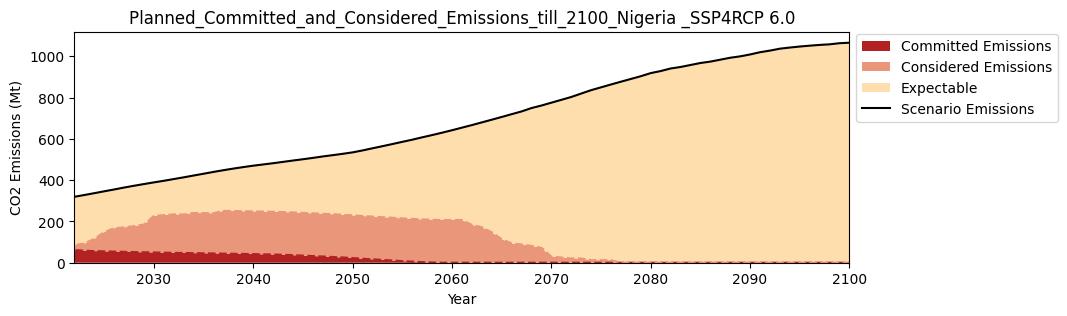 Planned_Committed_and_Considered_Emissions_till_2100_Nigeria _SSP4RCP 6.0
CO2 Emissions (Mt)
1000
800
600
400
200
0
2030 2040 2050 2060 2070 2080 2090 2100
Year
Committed Emissions
Considered Emissions
Expectable
Scenario Emissions